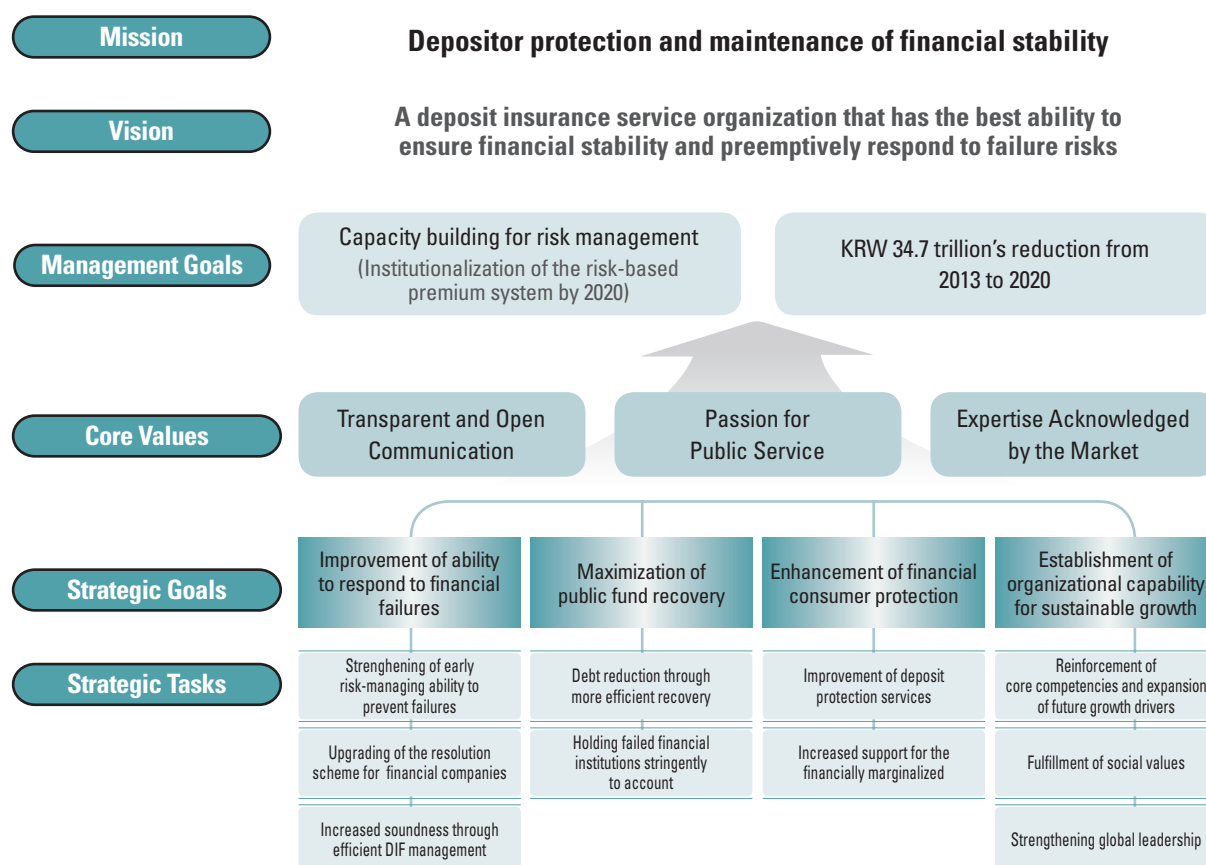 Mission
Depositor protection and maintenance of financial stability
Vision
A deposit insurance service organization that has the best ability to
ensure financial stability and preemptively respond to failure risks
Management Goals
Capacity building for risk management
(Institutionalization of the risk-based
premium system by 2020)
KRW 34.7 trillion's reduction from
2013 to 2020
Core Values
Transparent and Open
Communication
Passion for
Public Service
Expertise Acknowledged
by the Market
Strategic Goals
Improvement of ability
to respond to financial
failures
Maximization of
public fund recovery
Enhancement of financial
consumer protection
Establishment of
organizational capability
for sustainable growth
Strategic Tasks
Strenghening of early
risk-managing ability to
prevent failures
Debt reduction through
more efficient recovery
Improvement of deposit
protection services
Reinforcement of
core competencies and expansion
of future growth drivers
Upgrading of the resolution
scheme for financial companies
Holding failed financial
institutions stringently
to account
Increased support for the
financially marginalized
Fulfillment of social values
Increased soundness through
efficient DIF management
Strengthening global leadership